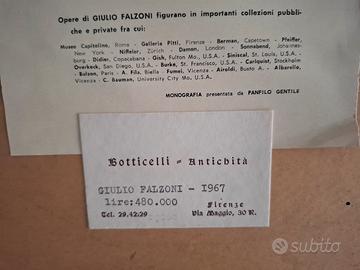 Opere di GIULIO FALZONI figurano in importanti collezioni pubbli-
che e private fra cui:
Museo Capitolino, Roma - Galleria Pitti, Firenze - Berman, Capetown - Pfeiffer,
New York - Niffelar, Zürich - Damon, London - Sonnabend, Johannes-
burg - Didier, Copacabana - Gish, Fulton Mo., U.S.A. - Siniscal, St. Louis, U.S.A. -
Overkeck, San Diego, U.S.A. - Burke, St. Francisco, U.S.A. - Carlquist, Stockholm
- Balzan, Paris - A. Fila, Biella - Fumei, Vicenza - Airoldi, Busto A. - Albarello,
Vicenza - C. Bauman, University City Mo., U.S.A.
MONOGRAFIA presentata da PANFILO GENTILE
Botticelli - Antichità
GIULIO FALZONI - 1967
lire:480.000
Firenze
Tel. 29.42.29
Via Maggio, 30 R.
subito